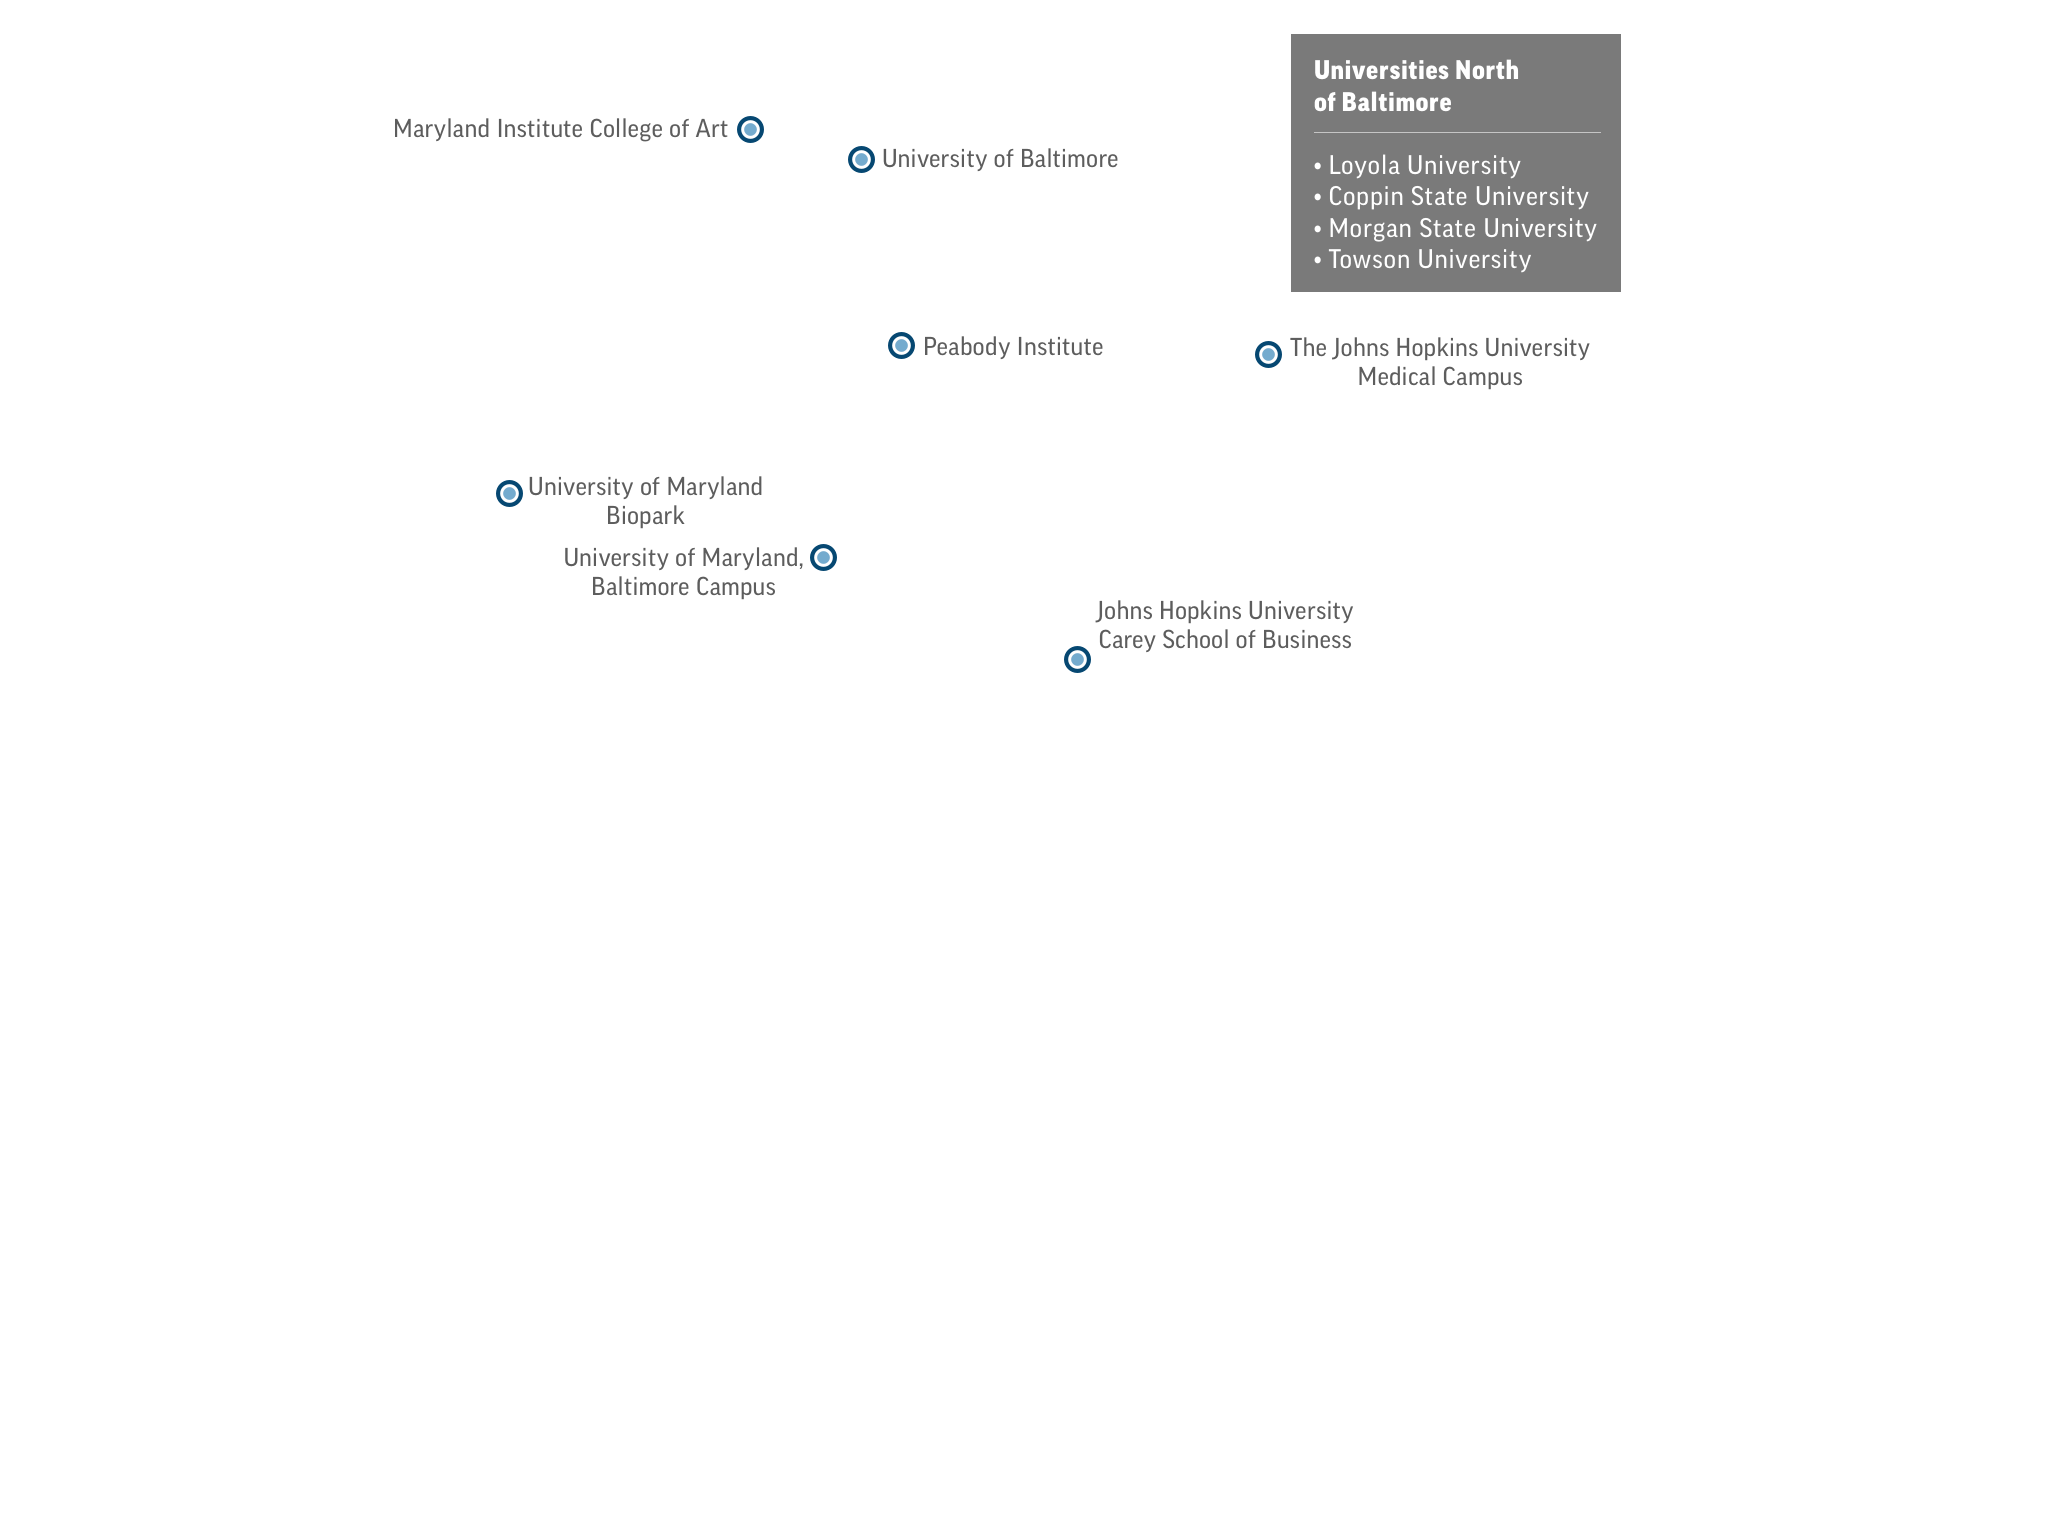 Universities North
of Baltimore
• Loyola University
• Coppin State University
• Morgan State University
• Towson University
Maryland Institute College of Art
University of Baltimore
Peabody Institute
The Johns Hopkins University
Medical Campus
University of Maryland
Biopark
University of Maryland,
Baltimore Campus
Johns Hopkins University
Carey School of Business